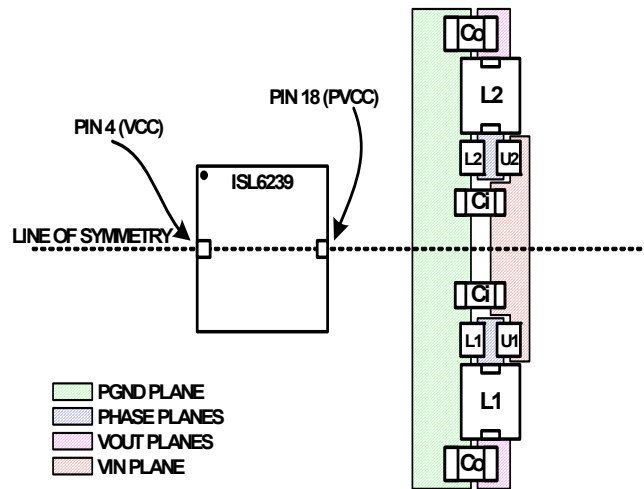 Co
L2
PIN 18 (PVCC)
PIN 4 (VCC)
L2
U2
ISL6239
Ci
LINE OF SYMMETRY
Ci
L1
U1
PGND PLANE
PHASE PLANES
L1
VOUT PLANES
VIN PLANE
Co